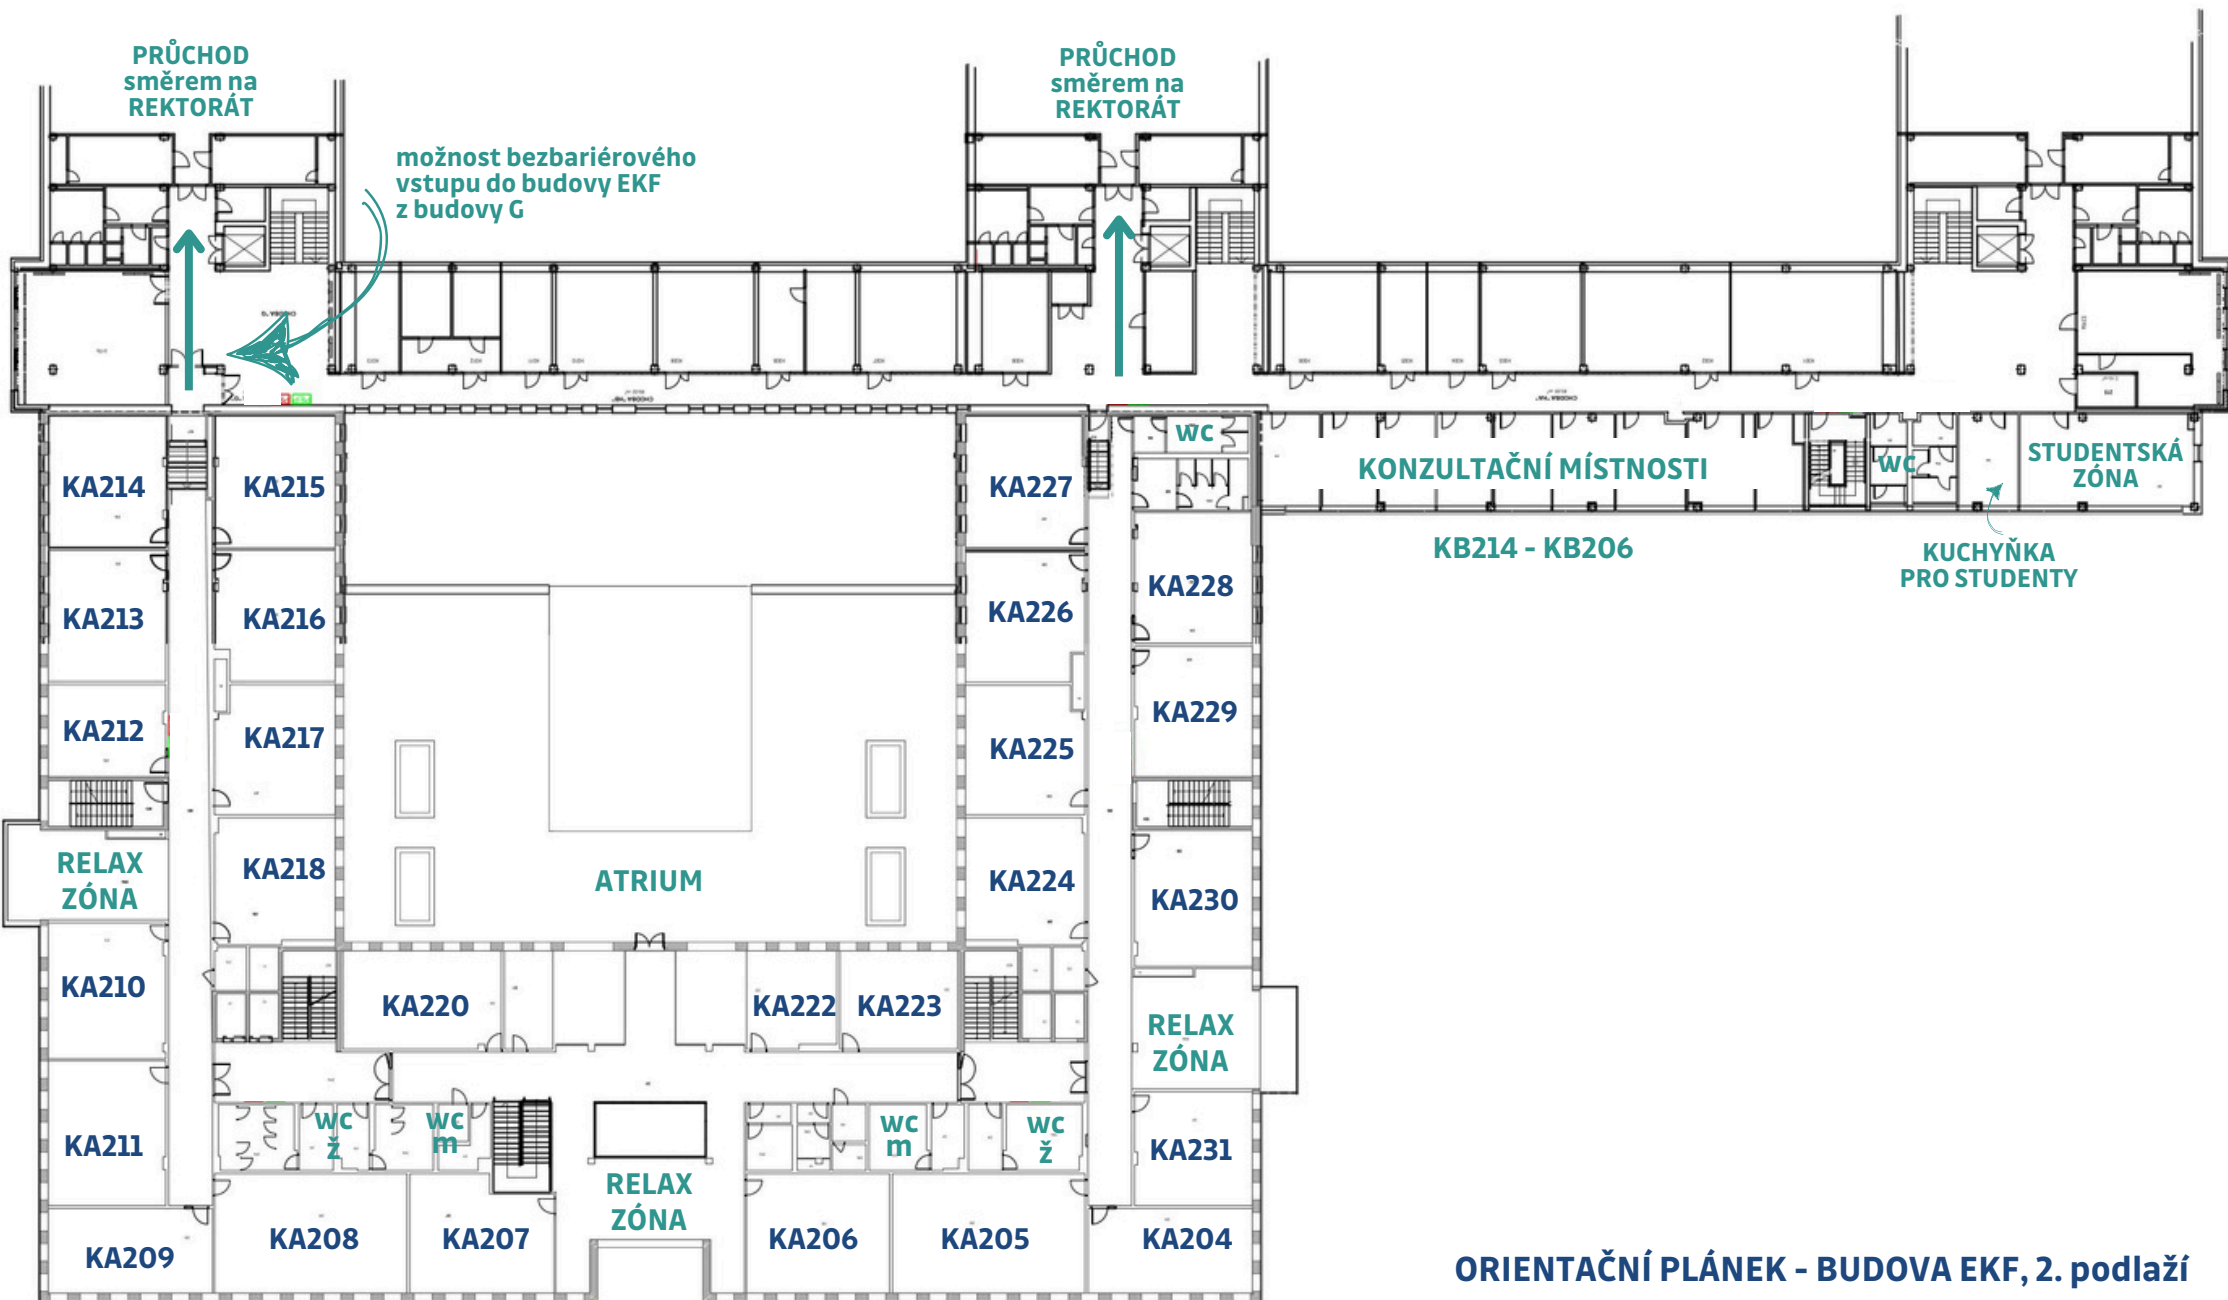 PRŮCHOD
směrem na
REKTORÁT
PRŮCHOD
směrem na
REKTORÁT
možnost bezbariérového
vstupu do budovy EKF
z budovy G
WC
KONZULTAČNÍ MÍSTNOSTI
WC
STUDENTSKÁ
ZÓNA
KB214 - KB206
KUCHYŇKA
PRO STUDENTY
KA214
KA215
KA227
KA213
KA216
KA226
KA228
KA212
KA217
KA225
KA229
RELAX
ZÓNA
KA218
ATRIUM
KA224
KA230
KA210
KA220
KA222
KA223
RELAX
ZÓNA
KA211
WC
ž
WC
m
WC
m
WC
ž
KA231
RELAX
ZÓNA
KA209
KA208
KA207
KA206
KA205
KA204
ORIENTAČNÍ PLÁNEK - BUDOVA EKF, 2. podlaží